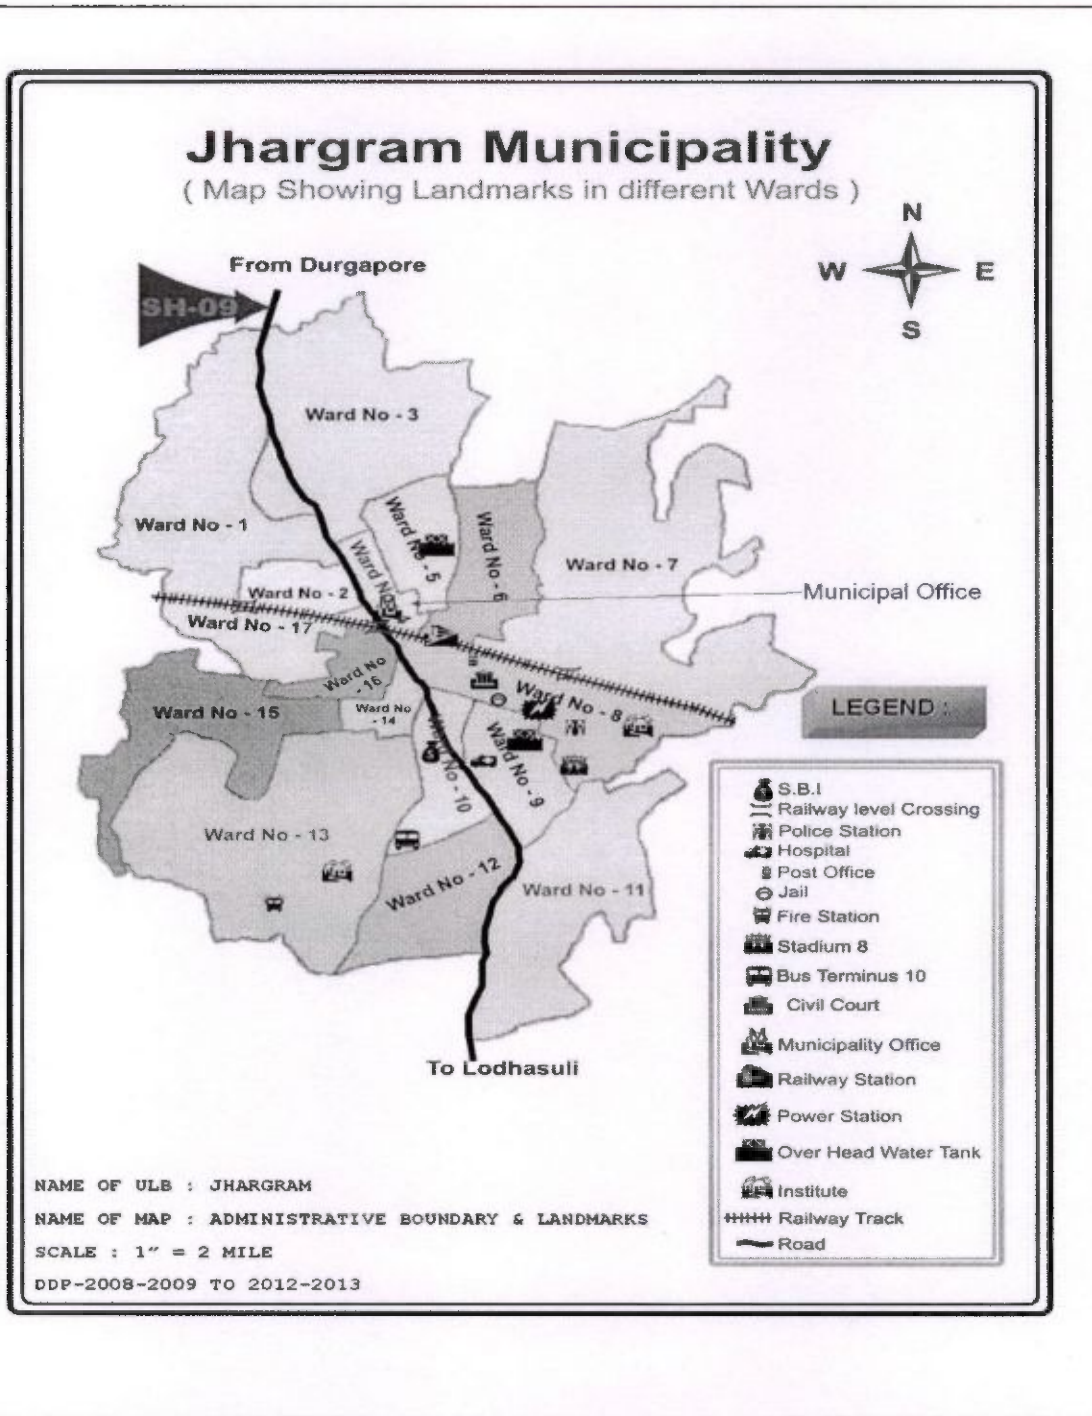 Jhargram Municipality
( Map Showing Landmarks in different Wards )
N
W E
S
From Durgapore
SH-09
Ward No - 3
Ward No - 1
Ward No - 5
Ward No - 6
Ward No - 7
Ward No - 2
Municipal Office
Ward No - 17
Ward No
- 16
Ward No - 15
Ward No
- 14
Ward No - 8
Ward No - 9
Ward No - 10
Ward No - 13
Ward No - 12
Ward No - 11
To Lodhasuli
LEGEND :
S.B.I
Railway level Crossing
Police Station
Hospital
Post Office
Jail
Fire Station
Stadium 8
Bus Terminus 10
Civil Court
Municipality Office
Railway Station
Power Station
Over Head Water Tank
Institute
Railway Track
Road
NAME OF ULB : JHARGRAM
NAME OF MAP : ADMINISTRATIVE BOUNDARY & LANDMARKS
SCALE : 1" = 2 MILE
DDP-2008-2009 TO 2012-2013